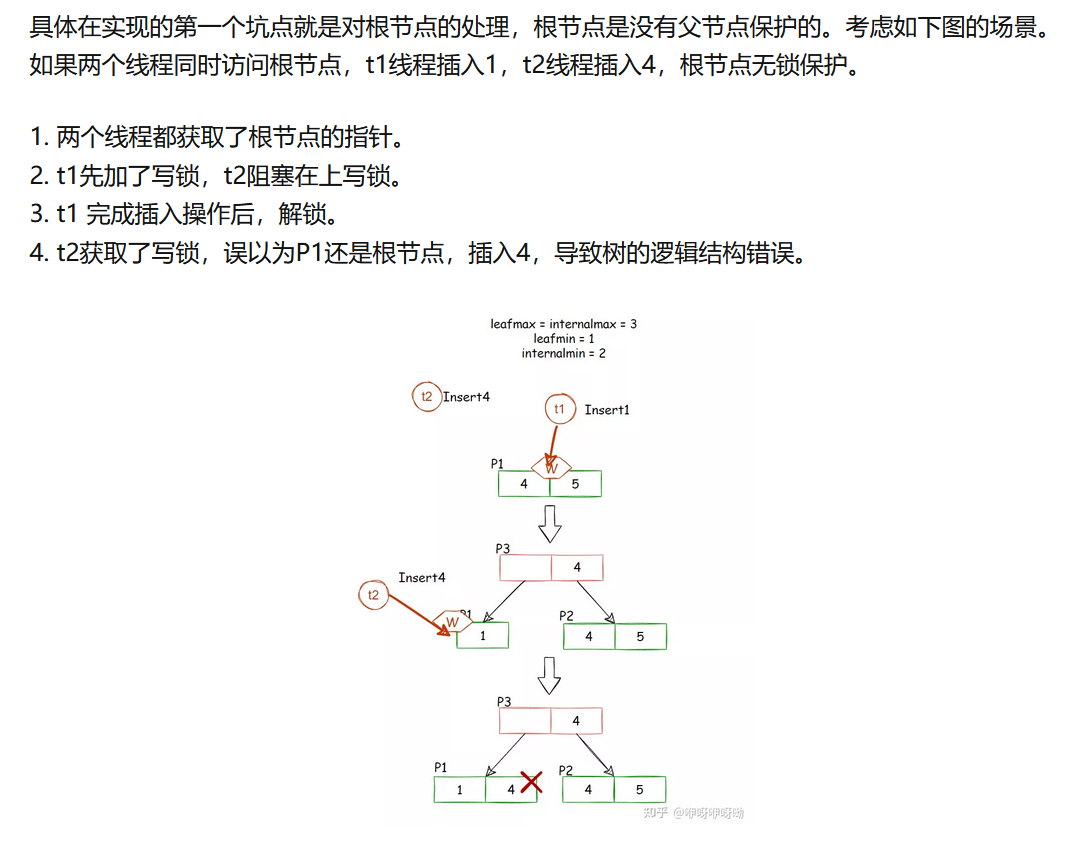 具体在实现的第一个坑点就是对根节点的处理，根节点是没有父节点保护的。考虑如下图的场景。
如果两个线程同时访问根节点，t1线程插入1，t2线程插入4，根节点无锁保护。
1. 两个线程都获取了根节点的指针。
2. t1先加了写锁，t2阻塞在上写锁。
3. t1 完成插入操作后，解锁。
4. t2获取了写锁，误以为P1还是根节点，插入4，导致树的逻辑结构错误。
leafmax = internalmax = 3
leafmin = 1
internalmin = 2
t2 Insert4
t1 Insert1
P1
W
4 5
P3
4
Insert4
t2
P1
W
1
P2
4 5
P3
4
P1
1 4
P2
4 5
知乎 @咿呀咿呀呦